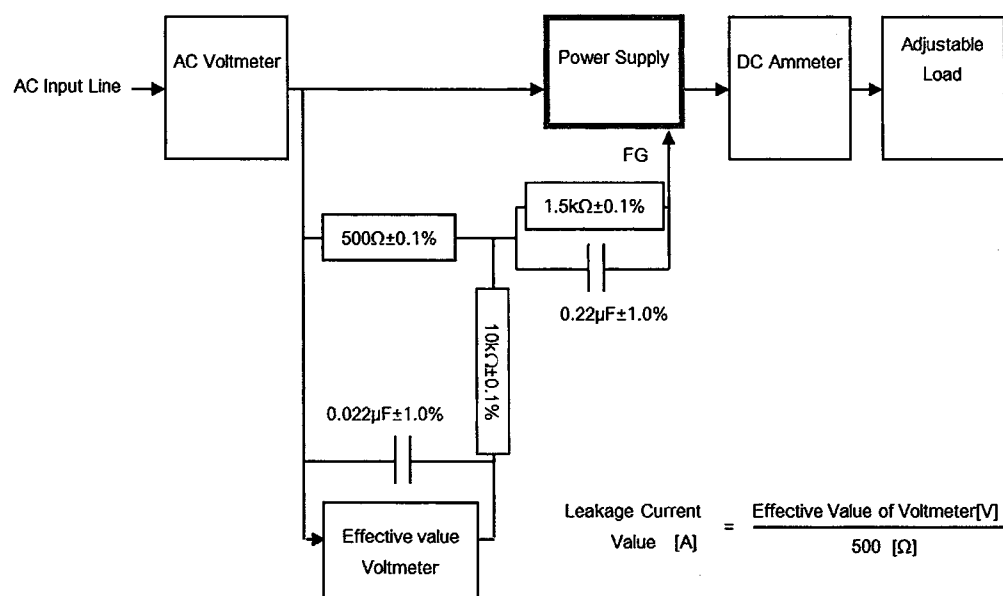 AC Input Line
AC Voltmeter
Power Supply
DC Ammeter
Adjustable
Load
FG
1.5kΩ±0.1%
500Ω±0.1%
0.22µF±1.0%
10kΩ±0.1%
0.022µF±1.0%
Effective value
Voltmeter
Leakage Current
Value [A]
=
Effective Value of Voltmeter[V]
500 [Ω]